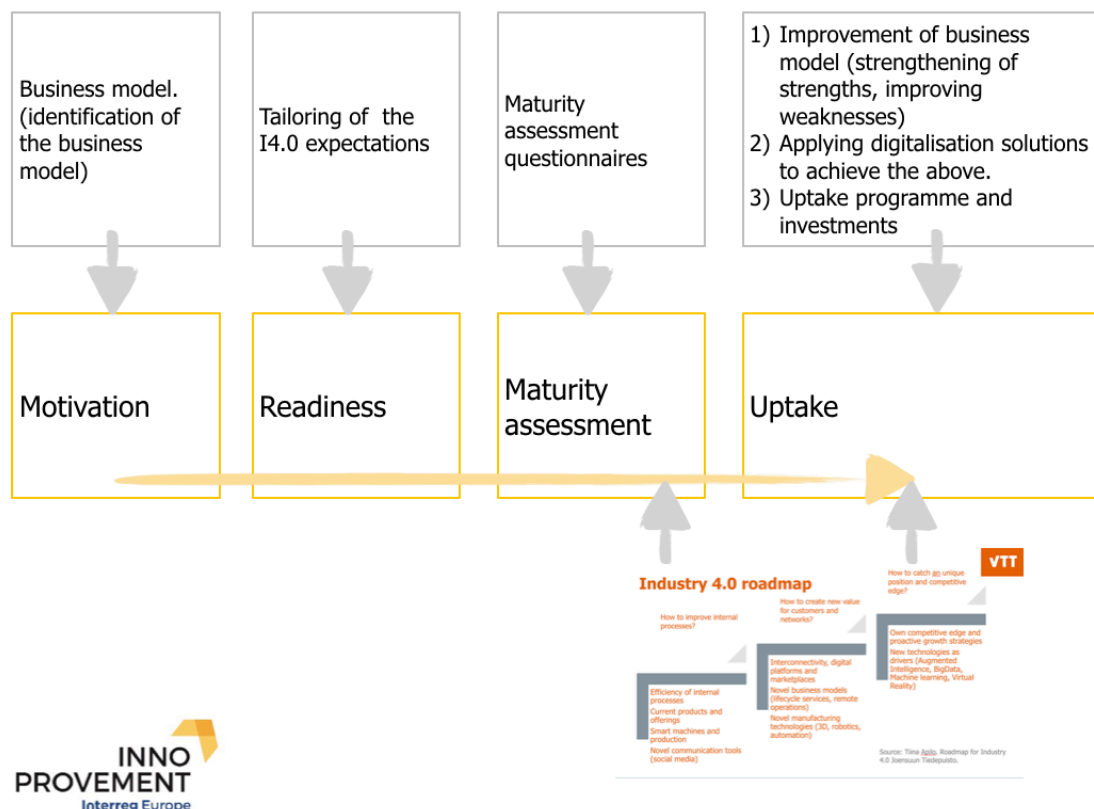 Business model.
(identification of
the business
model)
Tailoring of the
I4.0 expectations
Maturity
assessment
questionnaires
1) Improvement of business
model (strengthening of
strengths, improving
weaknesses)
2) Applying digitalisation solutions
to achieve the above.
3) Uptake programme and
investments
Motivation
Readiness
Maturity
assessment
Uptake
Industry 4.0 roadmap
VTT
How to improve internal
processes?
How to create new value
for customers and
networks?
How to catch an unique
position and competitive
edge?
Efficiency of internal
processes
Current products and
offerings
Smart machines and
production
Novel communication tools
(social media)
Interconnectivity, digital
platforms and
marketplaces
Novel business models
(lifecycle services, remote
operations)
Novel manufacturing
technologies (3D, robotics,
automation)
Own competitive edge and
proactive growth strategies
New technologies as
drivers (Augmented
Intelligence, BigData,
Machine learning, Virtual
Reality)
Source: Tiina Apilo, Roadmap for Industry
4.0 Joensuun Tiedepuisto.
INNO
PROVEMENT
Interreg Europe